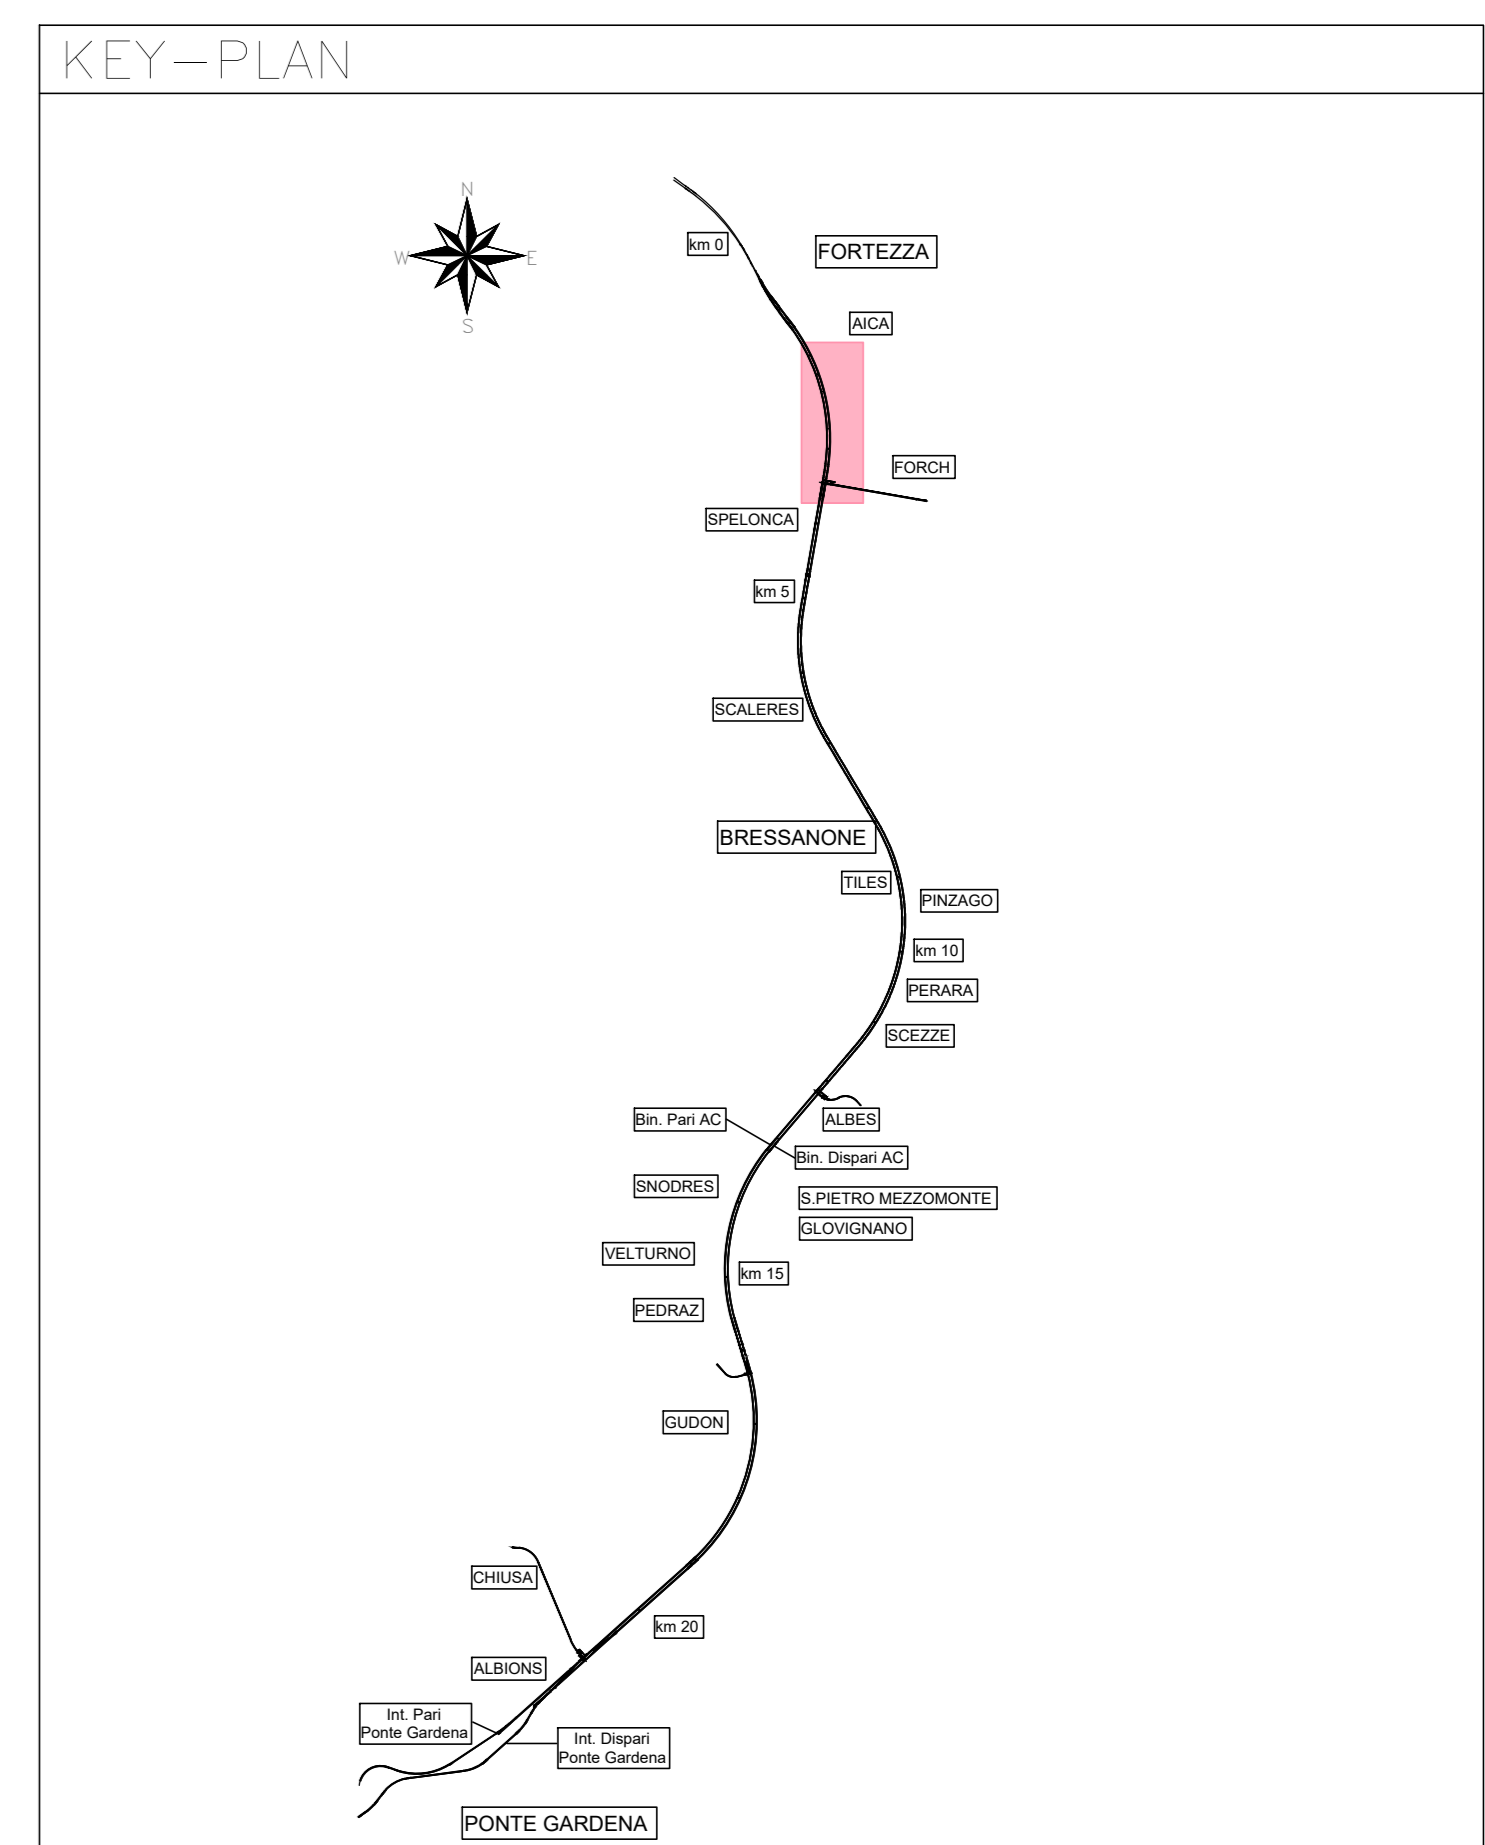 KEY-PLAN
N
W
E
S
km 0
FORTEZZA
AICA
FORCH
SPELONCA
km 5
SCALERES
BRESSANONE
TILES
PINZAGO
km 10
PERARA
SCEZZE
Bin. Pari AC
ALBES
Bin. Dispari AC
SNODRES
S.PIETRO MEZZOMONTE
GLOVIGNANO
VELTURNO
km 15
PEDRAZ
GUDON
CHIUSA
km 20
ALBIONS
Int. Pari
Ponte Gardena
Int. Dispari
Ponte Gardena
PONTE GARDENA